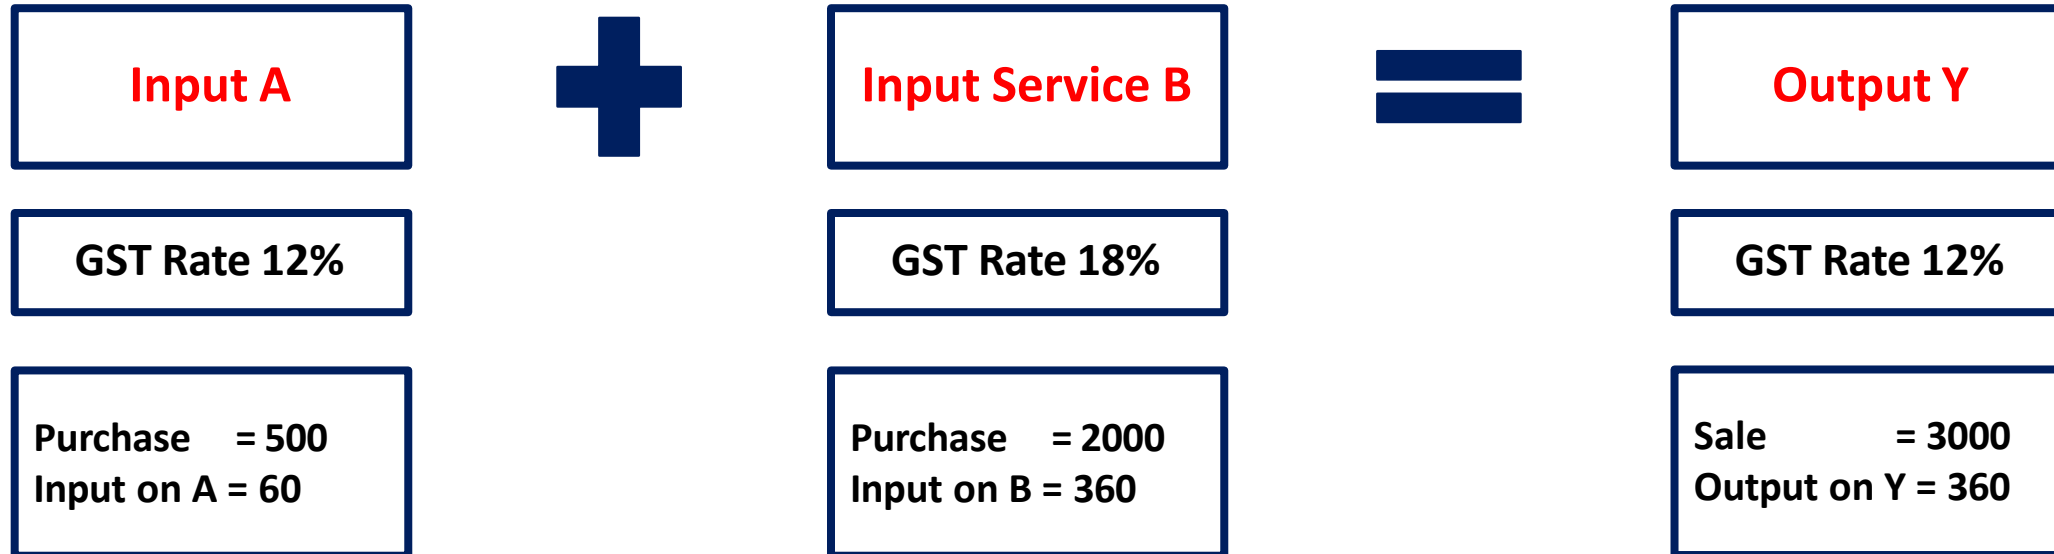 Input A
Input Service B
Output Y
GST Rate 12%
GST Rate 18%
GST Rate 12%
Purchase = 500
Input on A = 60
Purchase = 2000
Input on B = 360
Sale = 3000
Output on Y = 360